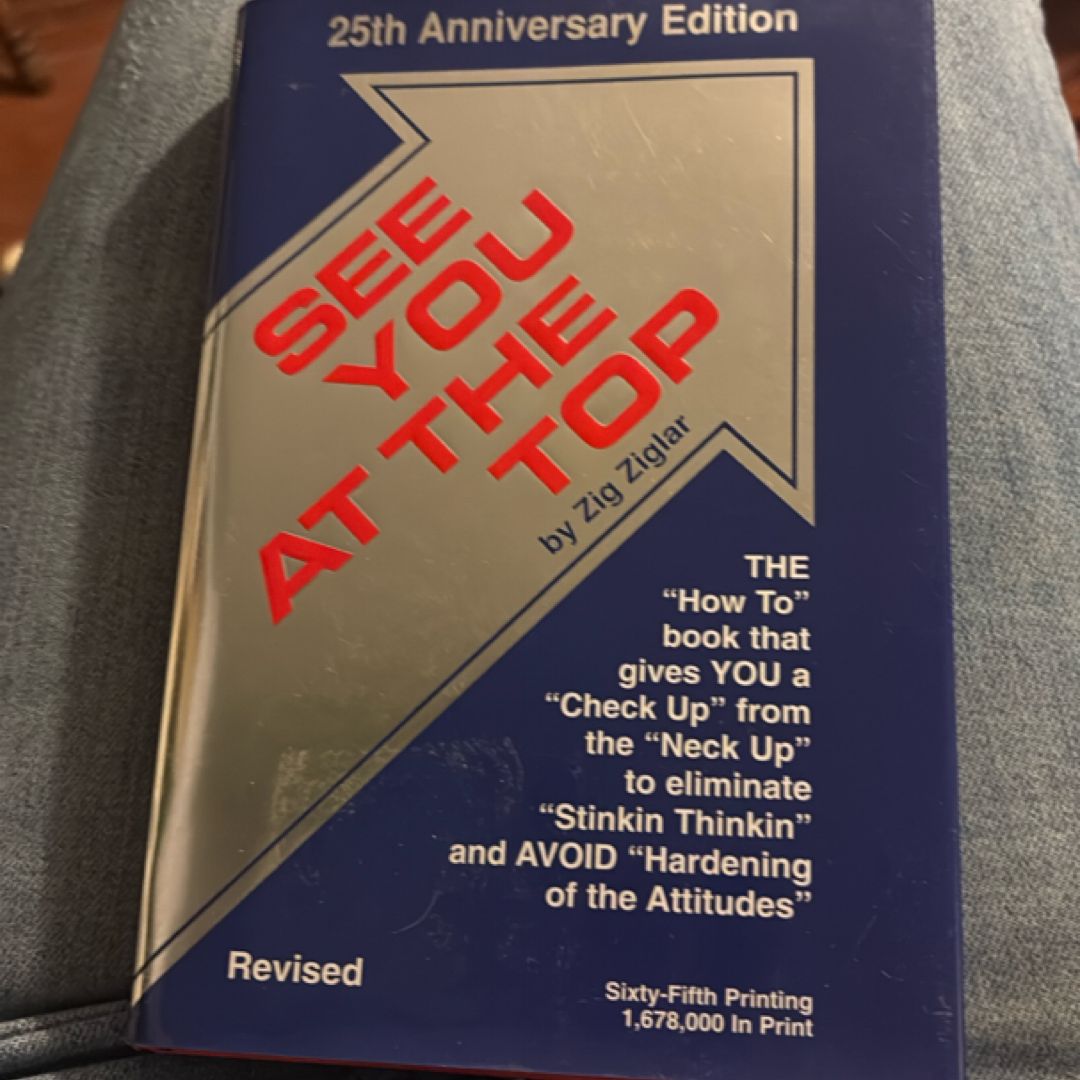 25th Anniversary Edition
SEE
YOU
AT THE
TOP
by Zig Ziglar
THE
“How To”
book that
gives YOU a
“Check Up” from
the “Neck Up”
to eliminate
“Stinkin Thinkin”
and AVOID “Hardening
of the Attitudes”
Revised
Sixty-Fifth Printing
1,678,000 In Print